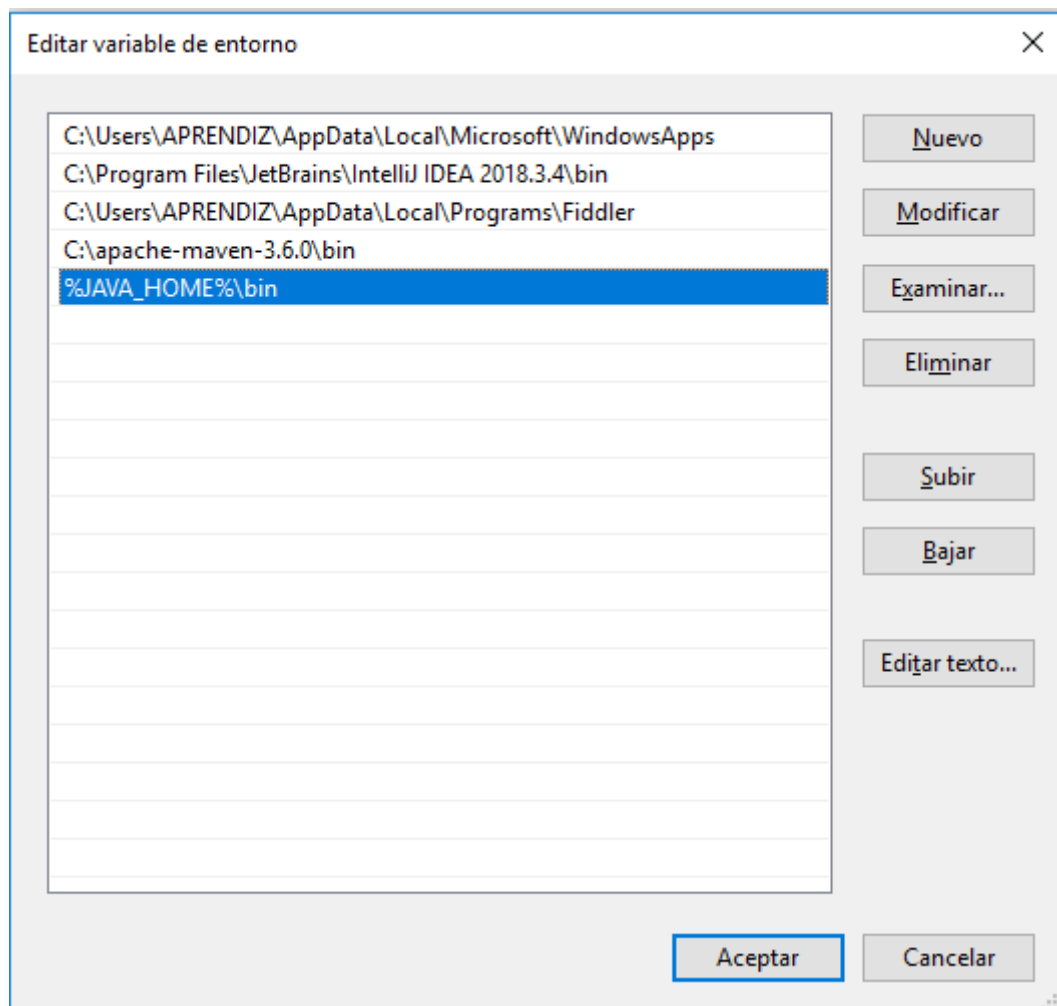 Editar variable de entorno
C:\Users\APRENDIZ\AppData\Local\Microsoft\WindowsApps
C:\Program Files\JetBrains\IntelliJ IDEA 2018.3.4\bin
C:\Users\APRENDIZ\AppData\Local\Programs\Fiddler
C:\apache-maven-3.6.0\bin
%JAVA_HOME%\bin
Nuevo
Modificar
Examinar...
Eliminar
Subir
Bajar
Editar texto...
Aceptar
Cancelar